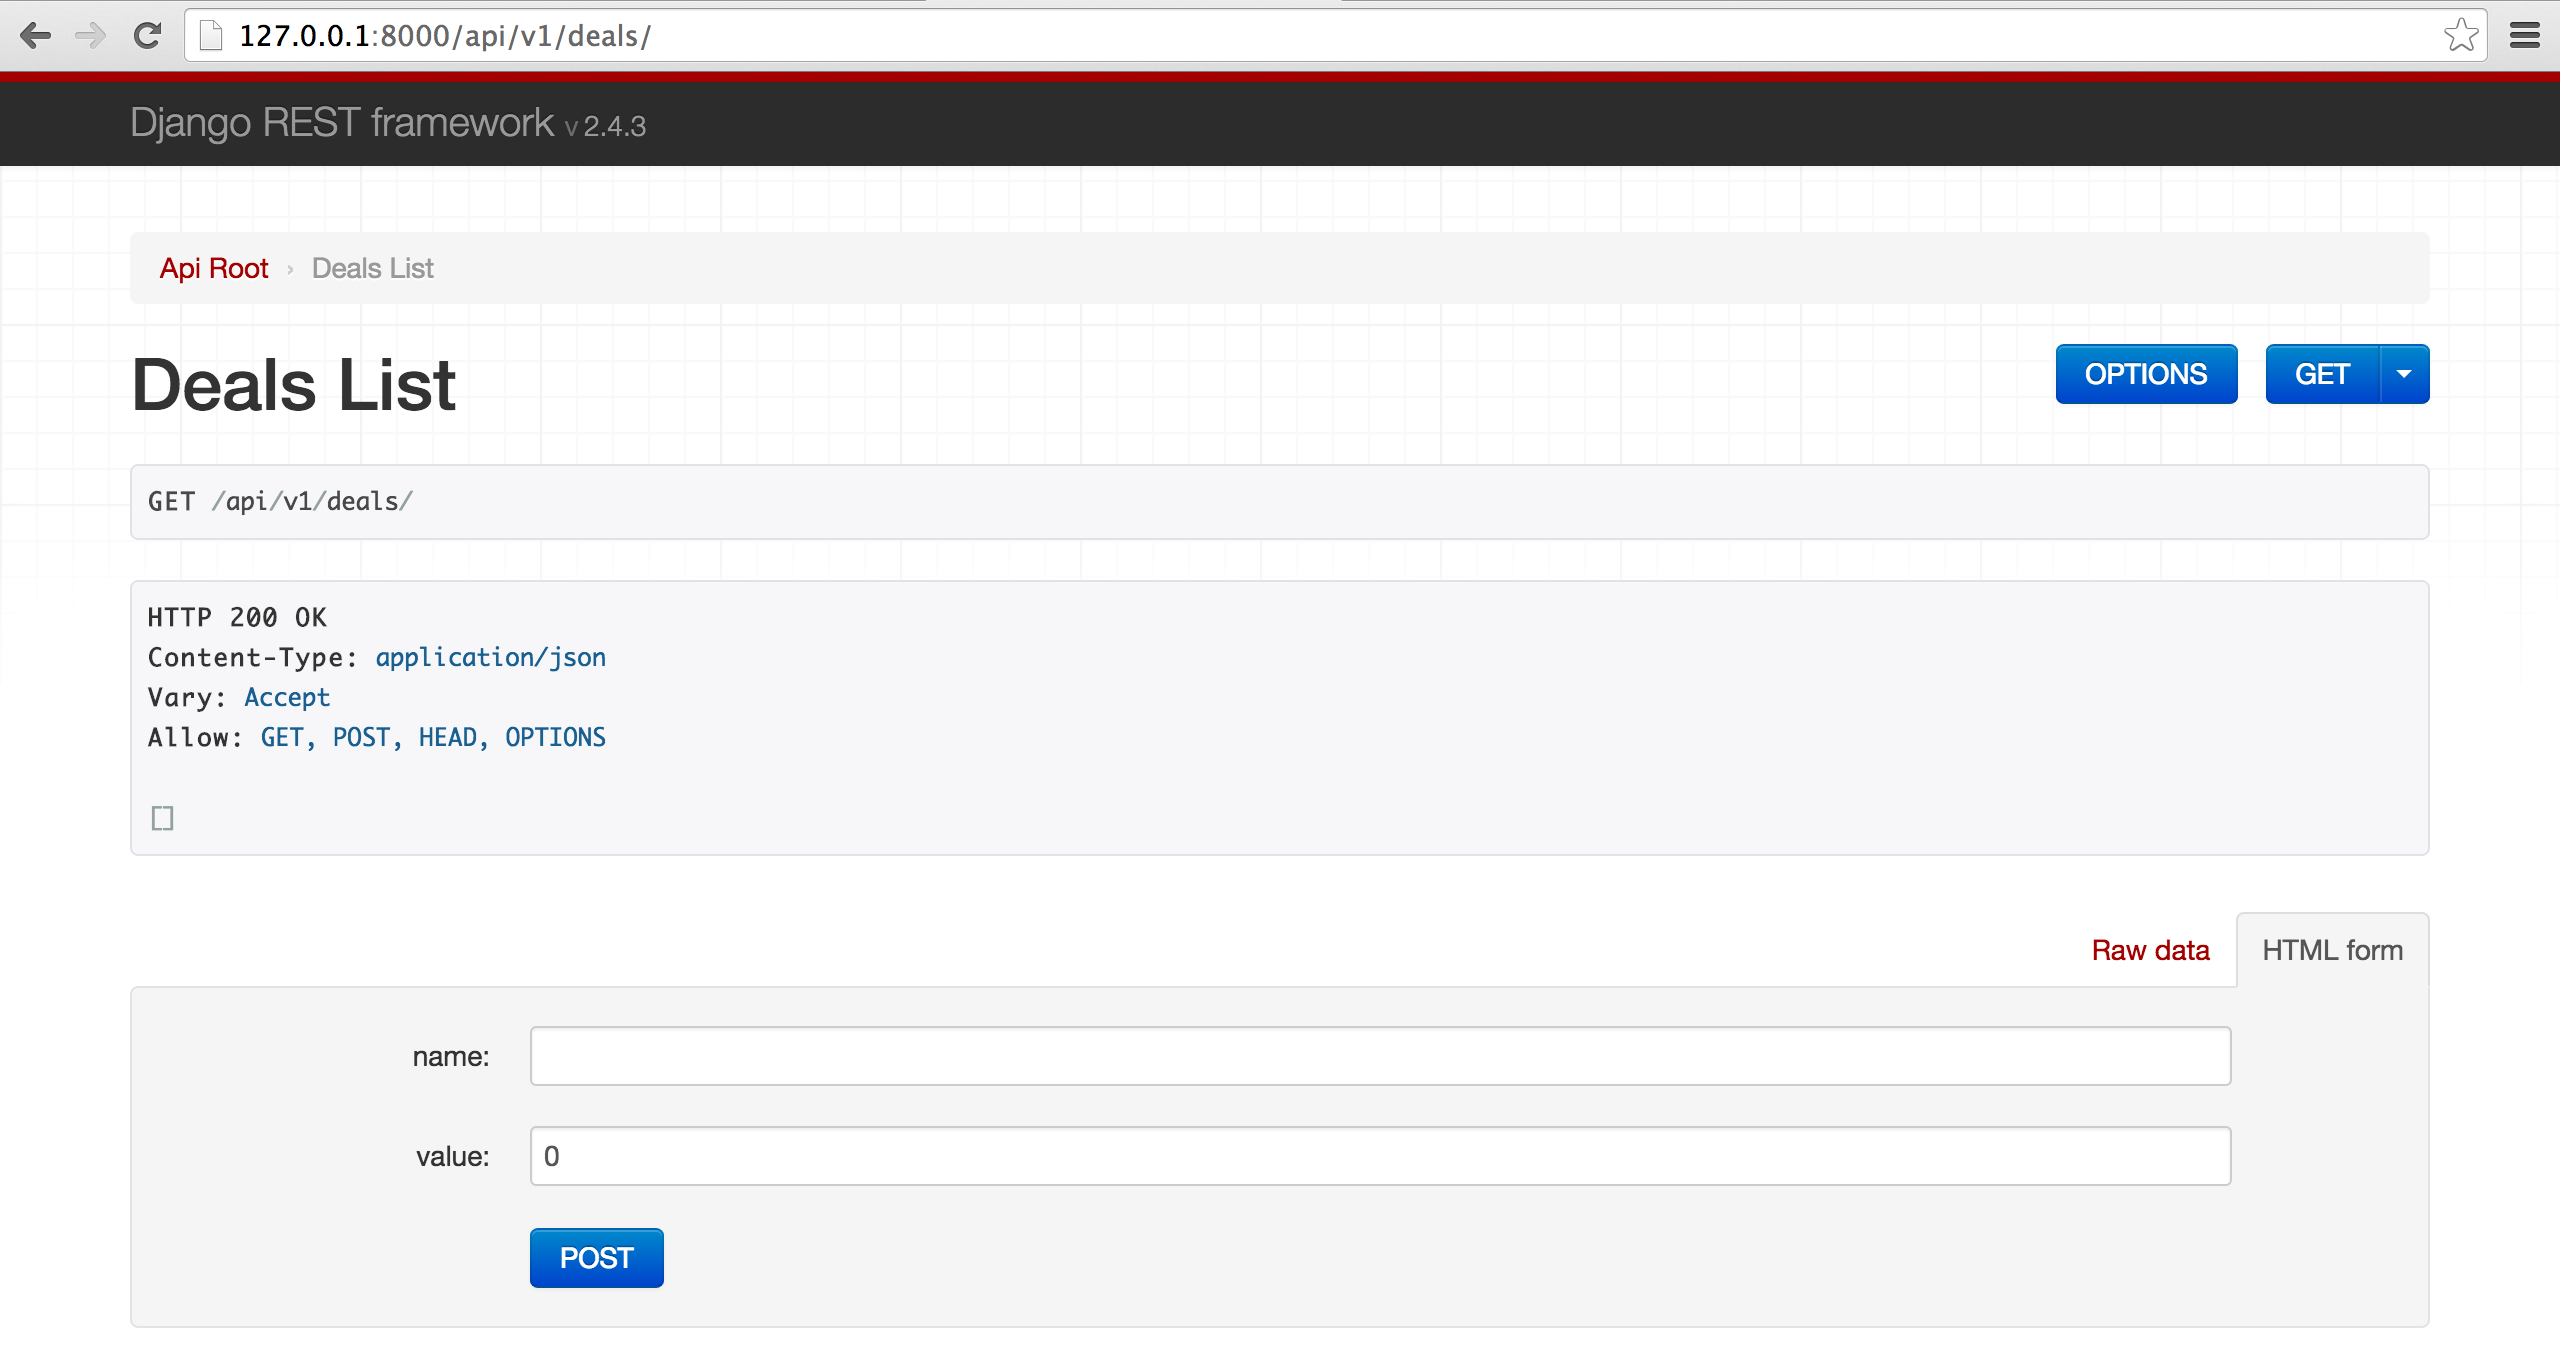 127.0.0.1:8000/api/v1/deals/
Django REST framework v 2.4.3
Api Root › Deals List
Deals List
OPTIONS
GET
GET /api/v1/deals/
HTTP 200 OK
Content-Type: application/json
Vary: Accept
Allow: GET, POST, HEAD, OPTIONS
[]
Raw data
HTML form
name:
value: 0
POST